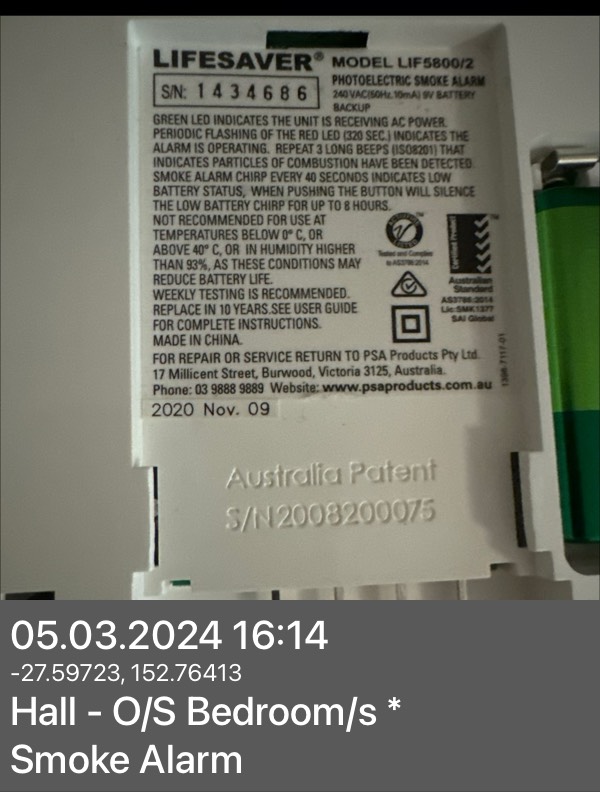 LIFESAVER® MODEL LIF5800/2
S/N: 1434686
PHOTOELECTRIC SMOKE ALARM
240VAC(50Hz, 10mA) 9V BATTERY
BACKUP
GREEN LED INDICATES THE UNIT IS RECEIVING AC POWER.
PERIODIC FLASHING OF THE RED LED (320 SEC.) INDICATES THE
ALARM IS OPERATING. REPEAT 3 LONG BEEPS (ISO8201) THAT
INDICATES PARTICLES OF COMBUSTION HAVE BEEN DETECTED.
SMOKE ALARM CHIRP EVERY 40 SECONDS INDICATES LOW
BATTERY STATUS, WHEN PUSHING THE BUTTON WILL SILENCE
THE LOW BATTERY CHIRP FOR UP TO 8 HOURS.
NOT RECOMMENDED FOR USE AT
TEMPERATURES BELOW 0° C, OR
ABOVE 40° C, OR IN HUMIDITY HIGHER
THAN 93%, AS THESE CONDITIONS MAY
REDUCE BATTERY LIFE.
WEEKLY TESTING IS RECOMMENDED.
REPLACE IN 10 YEARS.SEE USER GUIDE
FOR COMPLETE INSTRUCTIONS.
MADE IN CHINA.
Tested and Complies
to AS3786:2014
Certified Product
Australian
Standard
AS3786:2014
Lic:SMK1377
SAI Global
FOR REPAIR OR SERVICE RETURN TO PSA Products Pty Ltd.
17 Millicent Street, Burwood, Victoria 3125, Australia.
Phone: 03 9888 9889 Website: www.psaproducts.com.au
2020 Nov. 09
Australia Patent
S/N2008200075
05.03.2024 16:14
-27.59723, 152.76413
Hall - O/S Bedroom/s *
Smoke Alarm